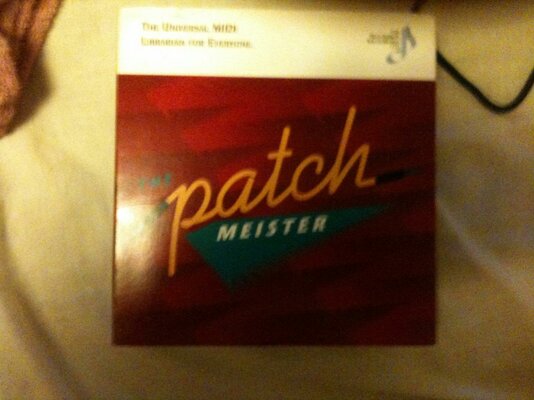 THE UNIVERSAL MIDI
LIBRARIAN FOR EVERYONE.
THE
patch
MEISTER